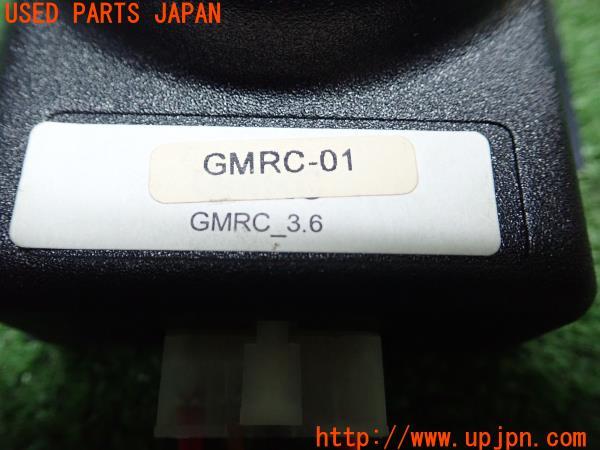 USED PARTS JAPAN
GMRC-01
GMRC_3.6
http://www.upjpn.com